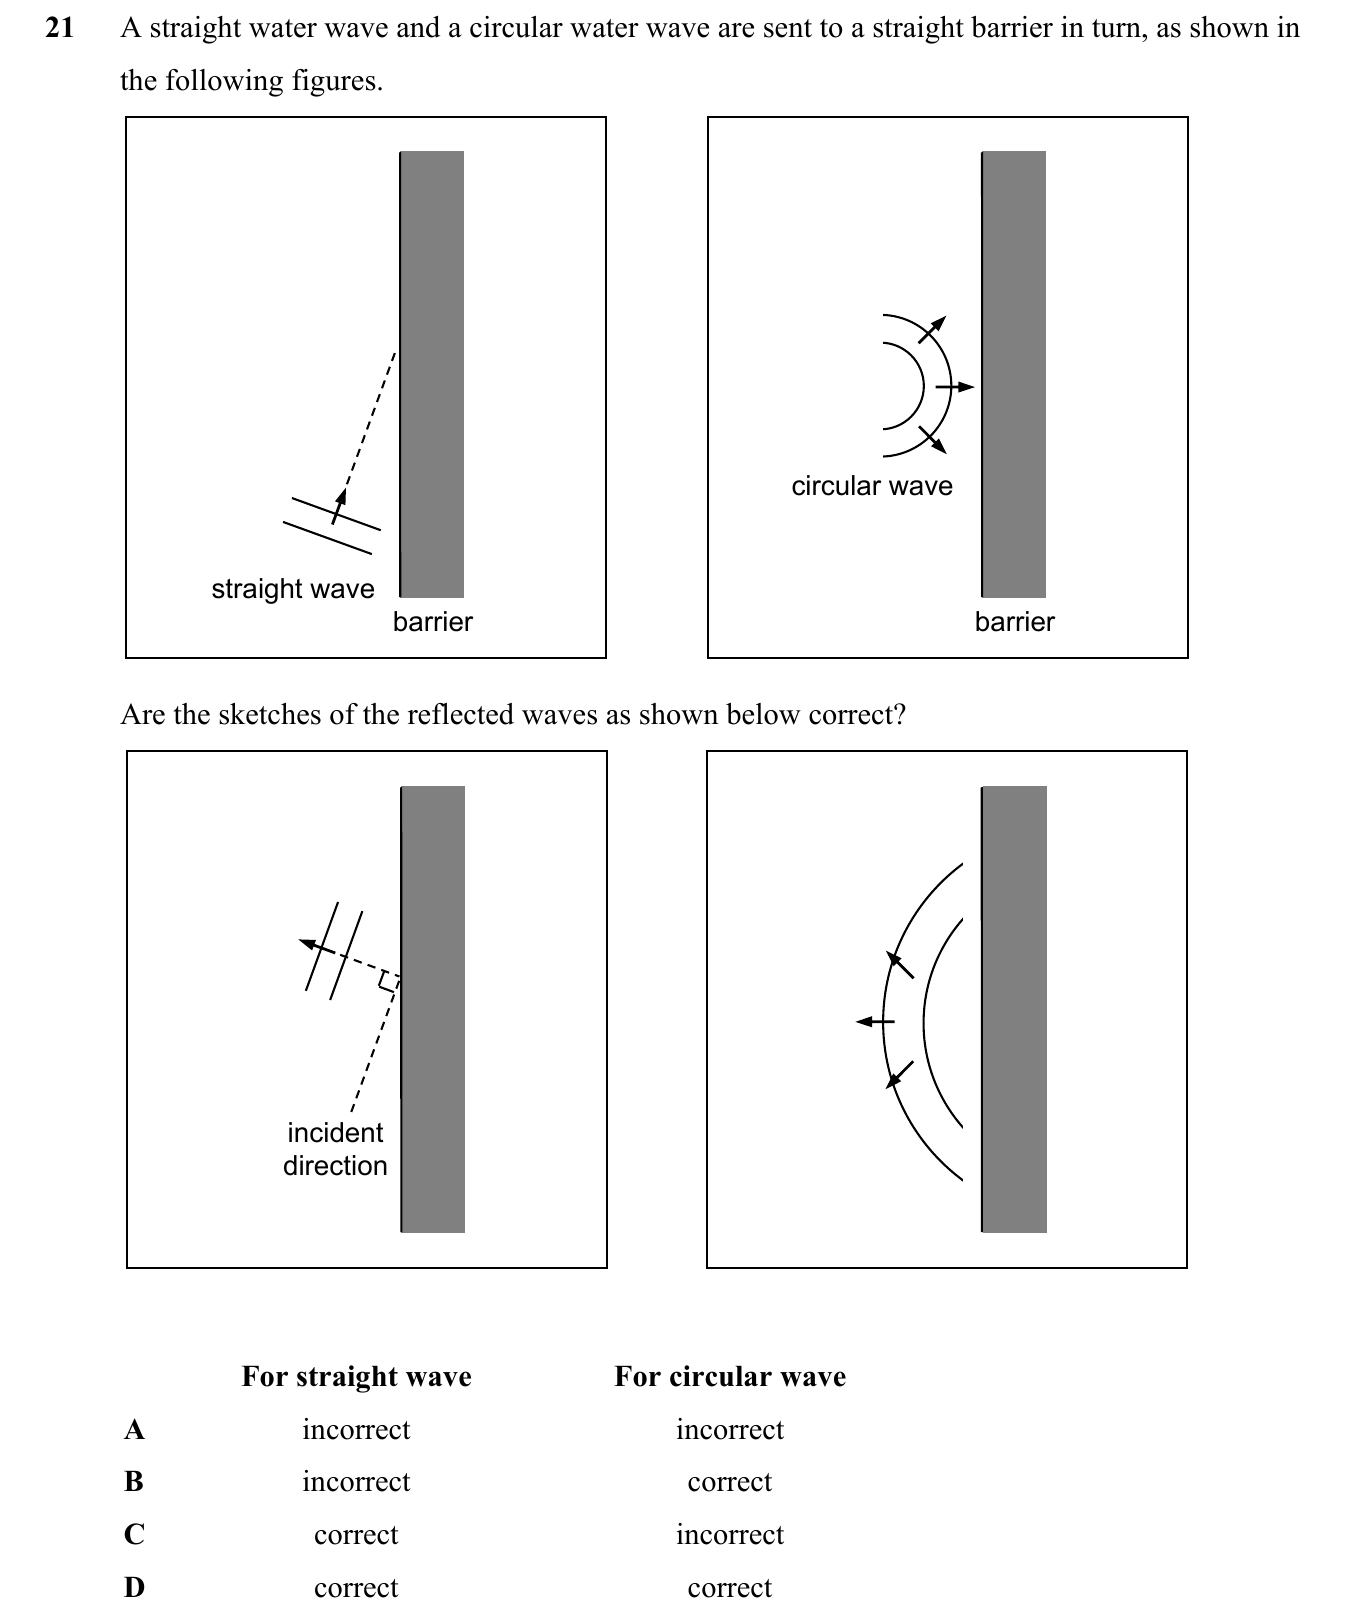 21 A straight water wave and a circular water wave are sent to a straight barrier in turn, as shown in
the following figures.
straight wave
barrier
circular wave
barrier
Are the sketches of the reflected waves as shown below correct?
incident
direction
For straight wave For circular wave
A incorrect incorrect
B incorrect correct
C correct incorrect
D correct correct